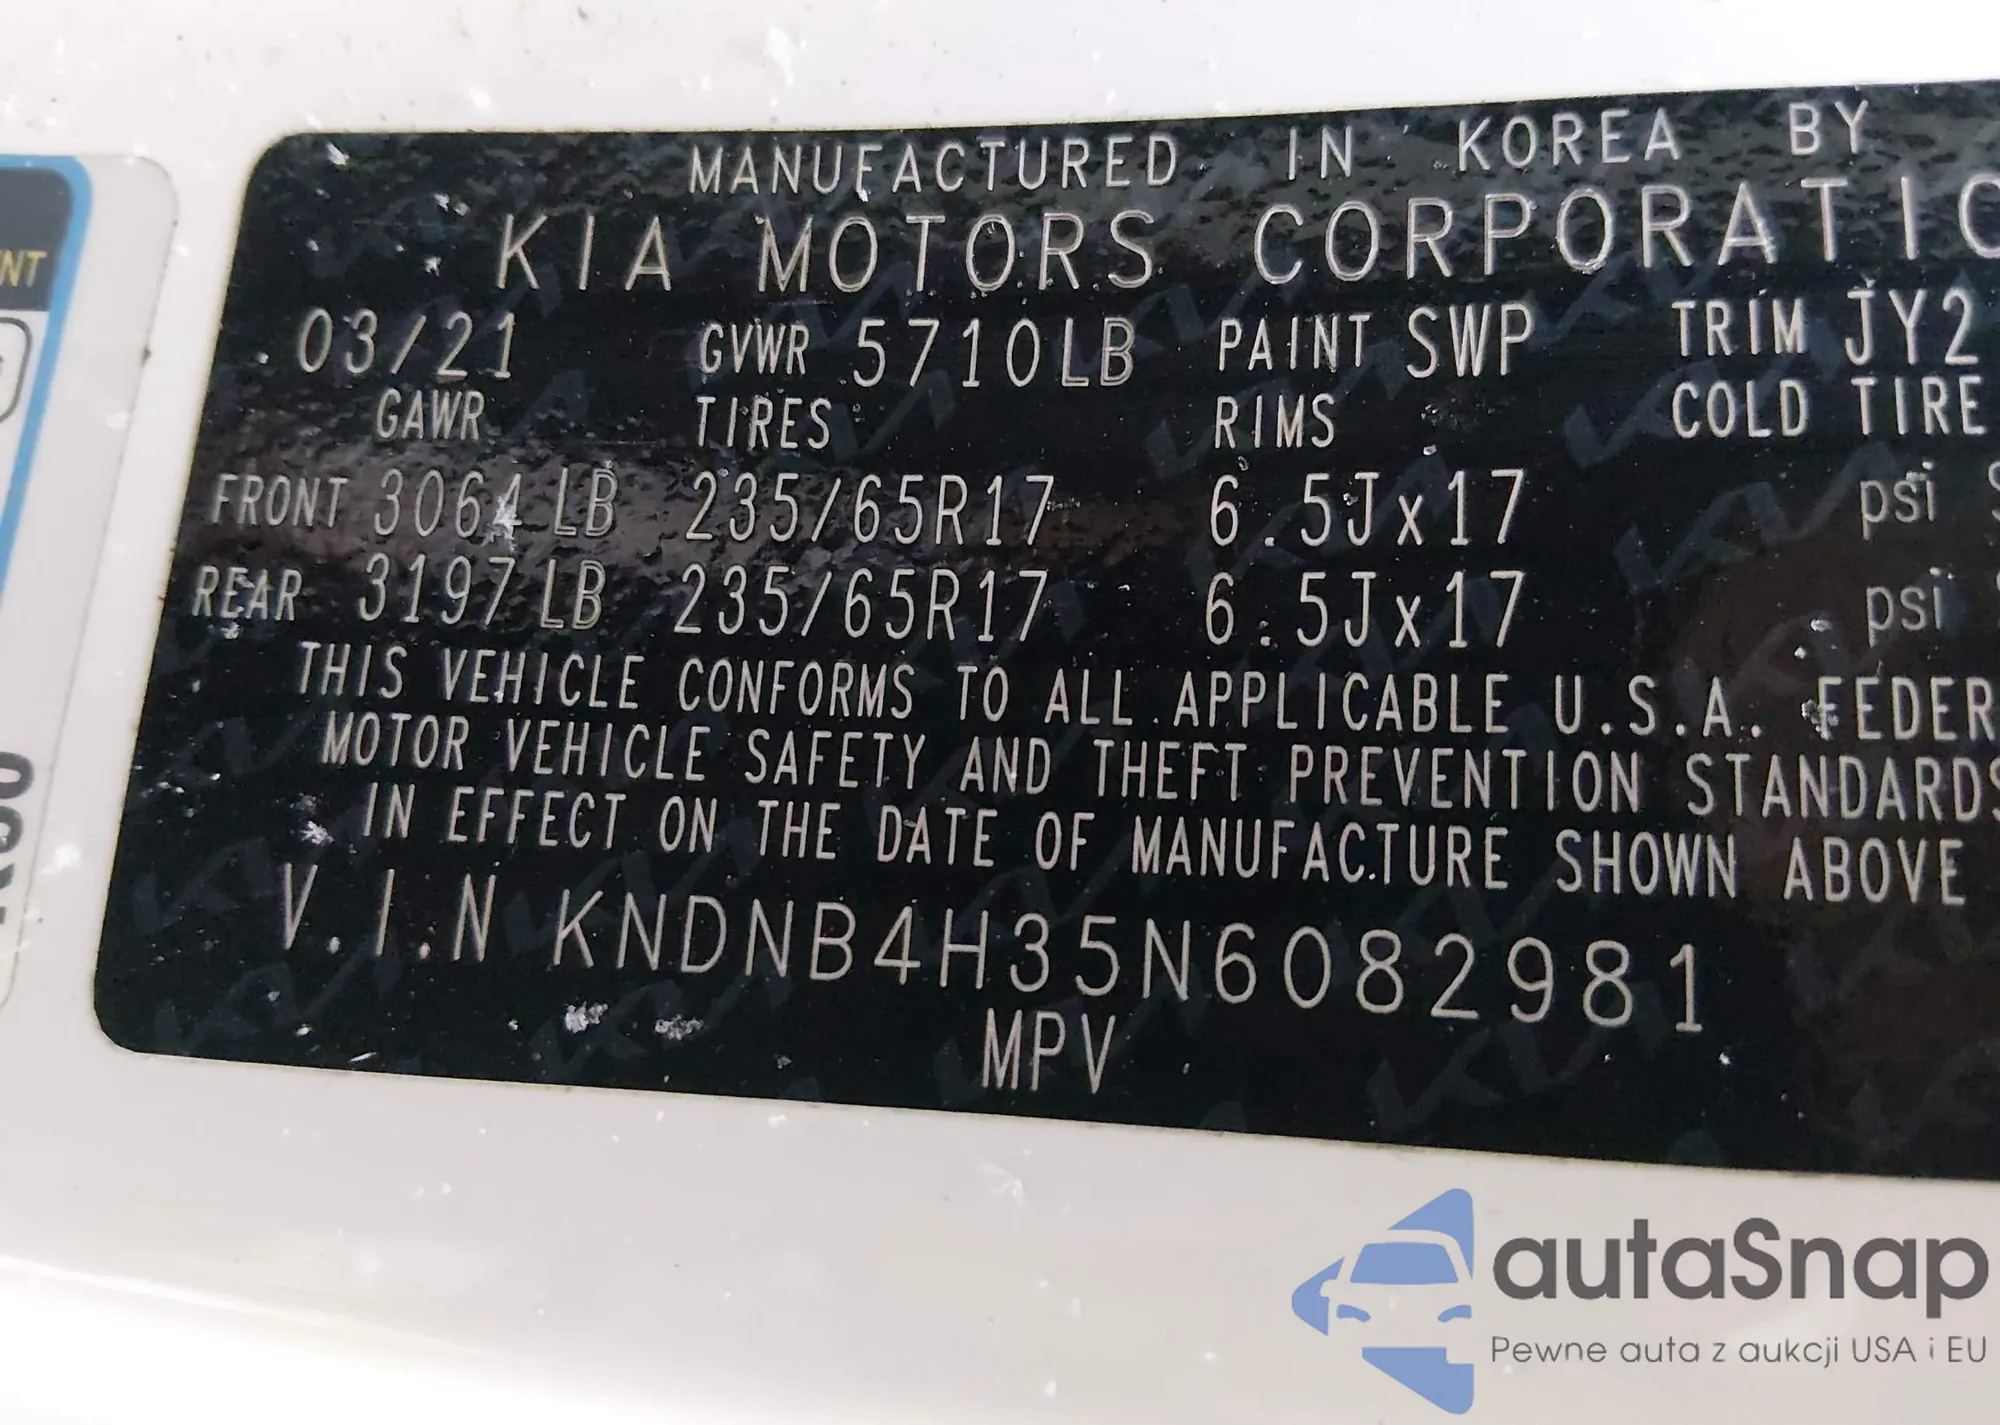 MANUFACTURED IN KOREA BY
KIA MOTORS CORPORATIO
03/21 GVWR 5710LB PAINT SWP TRIM JY2
GAWR TIRES RIMS COLD TIRE
FRONT 3064LB 235/65R17 6.5Jx17 psi
REAR 3197LB 235/65R17 6.5Jx17 psi
THIS VEHICLE CONFORMS TO ALL APPLICABLE U.S.A. FEDER
MOTOR VEHICLE SAFETY AND THEFT PREVENTION STANDARDS
IN EFFECT ON THE DATE OF MANUFACTURE SHOWN ABOVE
V.I.N KNDNB4H35N6082981
MPV
autaSnap
Pewne auta z aukcji USA i EU